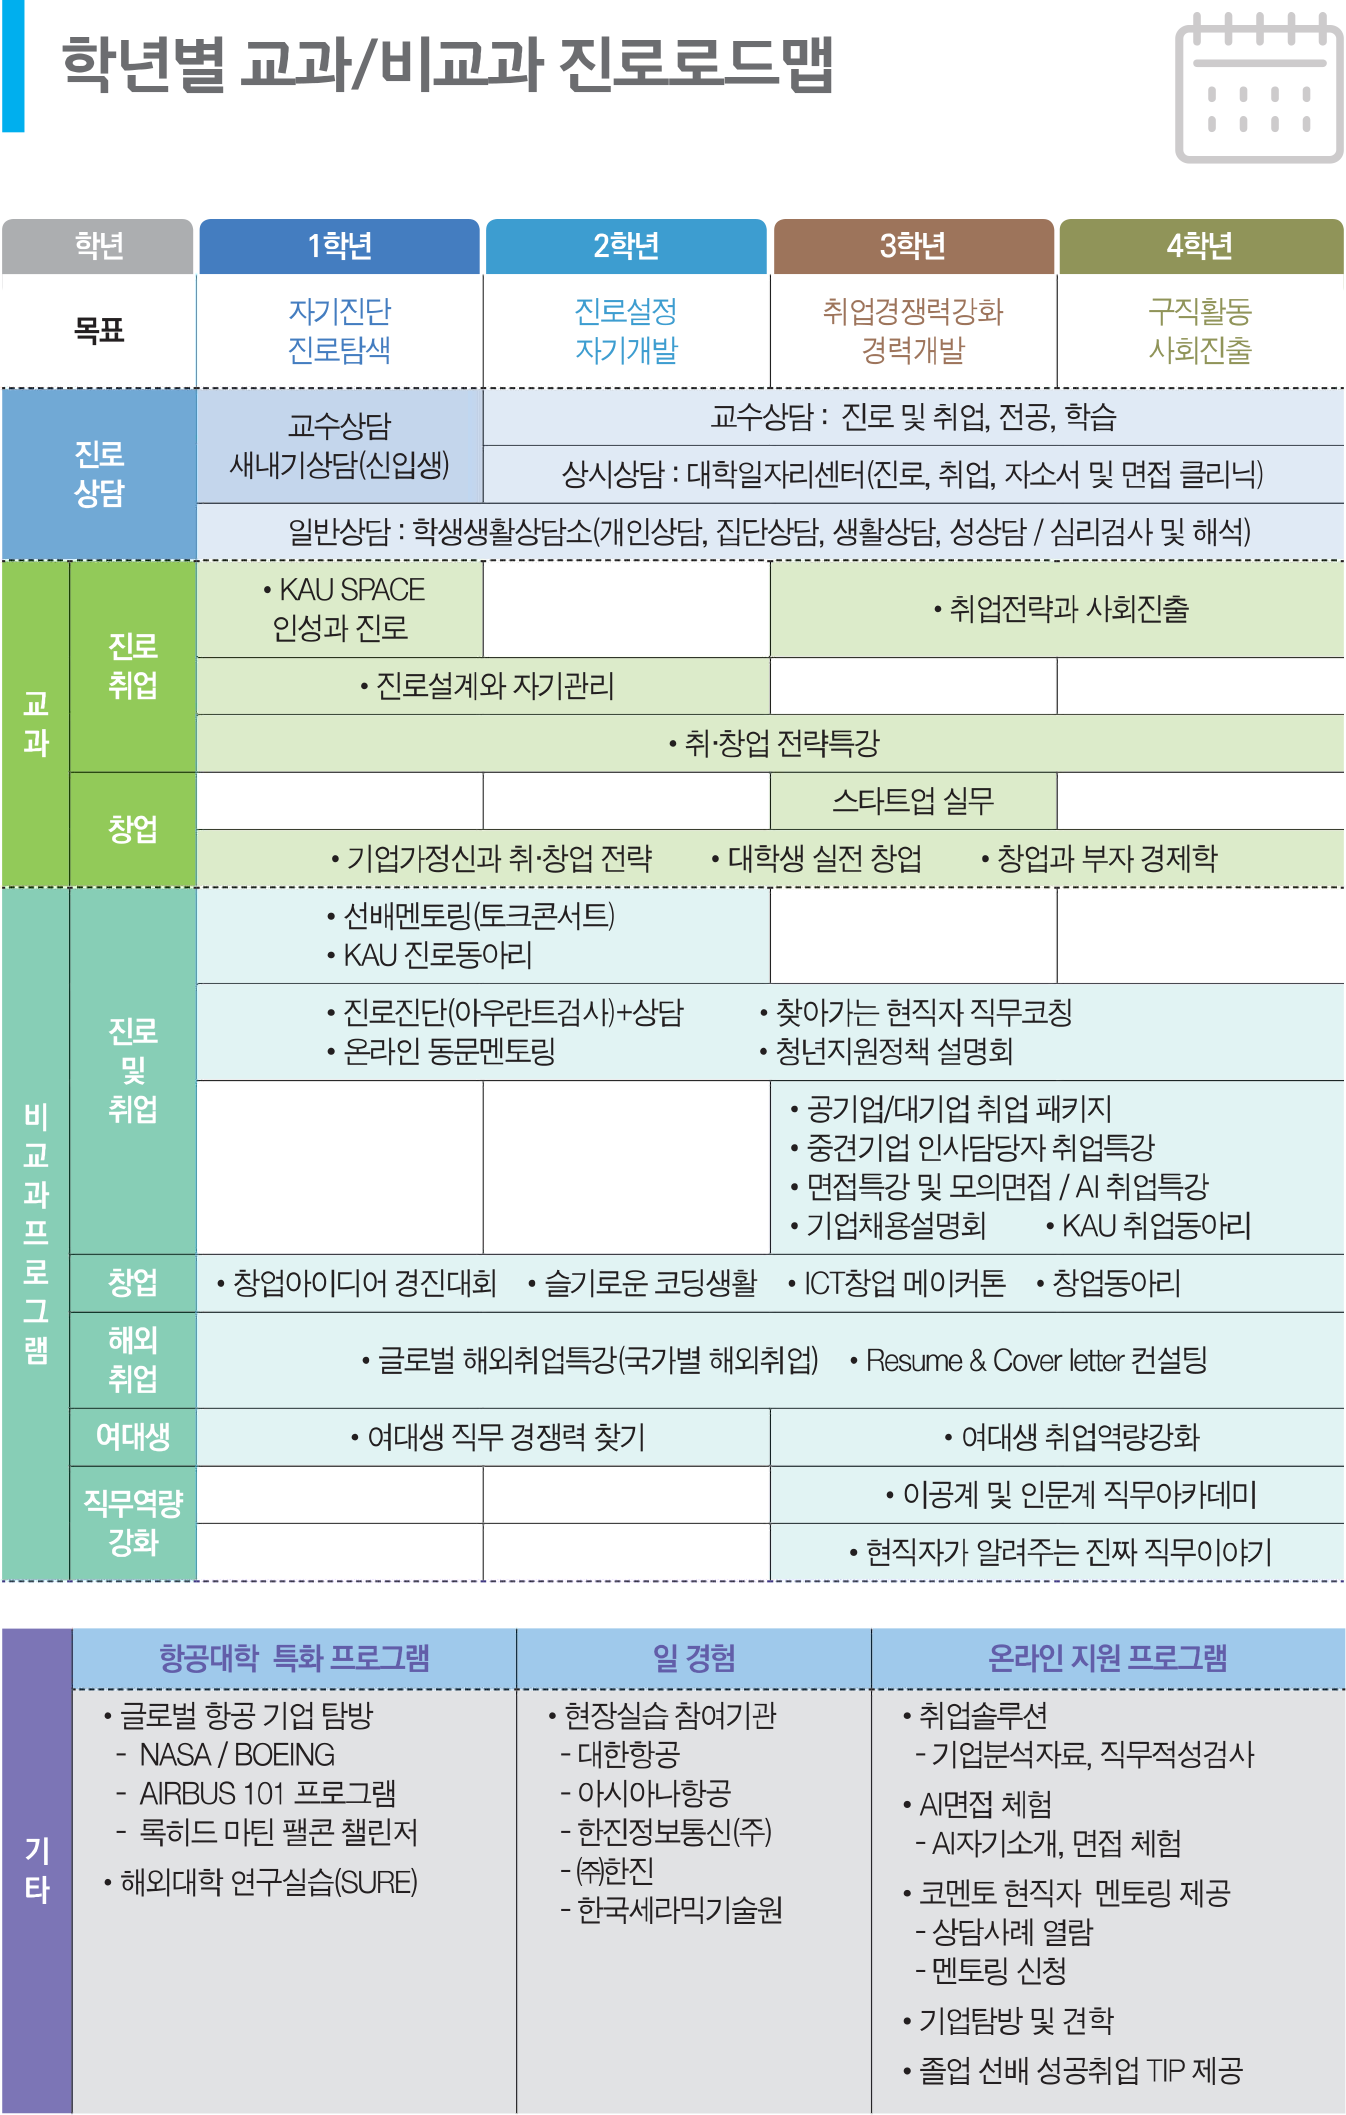 학년별 교과/비교과 진로로드맵
학년 1학년 2학년 3학년 4학년
목표
자기진단
진로탐색
진로설정
자기개발
취업경쟁력강화
경력개발
구직활동
사회진출
진로
상담
교수상담
새내기상담(신입생)
교수상담 : 진로 및 취업, 전공, 학습
상시상담 : 대학일자리센터(진로, 취업, 자소서 및 면접 클리닉)
일반상담 : 학생생활상담소(개인상담, 집단상담, 생활상담, 성상담 / 심리검사 및 해석)
교
과
진로
취업
• KAU SPACE
인성과 진로
• 취업전략과 사회진출
• 진로설계와 자기관리
• 취·창업 전략특강
창업
스타트업 실무
• 기업가정신과 취·창업 전략 • 대학생 실전 창업 • 창업과 부자 경제학
비
교
과
프
로
그
램
진로
및
취업
• 선배멘토링(토크콘서트)
• KAU 진로동아리
• 진로진단(아우란트검사)+상담 • 찾아가는 현직자 직무코칭
• 온라인 동문멘토링 • 청년지원정책 설명회
• 공기업/대기업 취업 패키지
• 중견기업 인사담당자 취업특강
• 면접특강 및 모의면접 / AI 취업특강
• 기업채용설명회 • KAU 취업동아리
창업
• 창업아이디어 경진대회 • 슬기로운 코딩생활 • ICT창업 메이커톤 • 창업동아리
해외
취업
• 글로벌 해외취업특강(국가별 해외취업) • Resume & Cover letter 컨설팅
여대생
• 여대생 직무 경쟁력 찾기 • 여대생 취업역량강화
직무역량
강화
• 이공계 및 인문계 직무아카데미
• 현직자가 알려주는 진짜 직무이야기
기
타
항공대학 특화 프로그램
• 글로벌 항공 기업 탐방
- NASA / BOEING
- AIRBUS 101 프로그램
- 록히드 마틴 팰콘 챌린저
• 해외대학 연구실습(SURE)
일 경험
• 현장실습 참여기관
- 대한항공
- 아시아나항공
- 한진정보통신(주)
- ㈜한진
- 한국세라믹기술원
온라인 지원 프로그램
• 취업솔루션
- 기업분석자료, 직무적성검사
• AI면접 체험
- AI자기소개, 면접 체험
• 코멘토 현직자 멘토링 제공
- 상담사례 열람
- 멘토링 신청
• 기업탐방 및 견학
• 졸업 선배 성공취업 TIP 제공